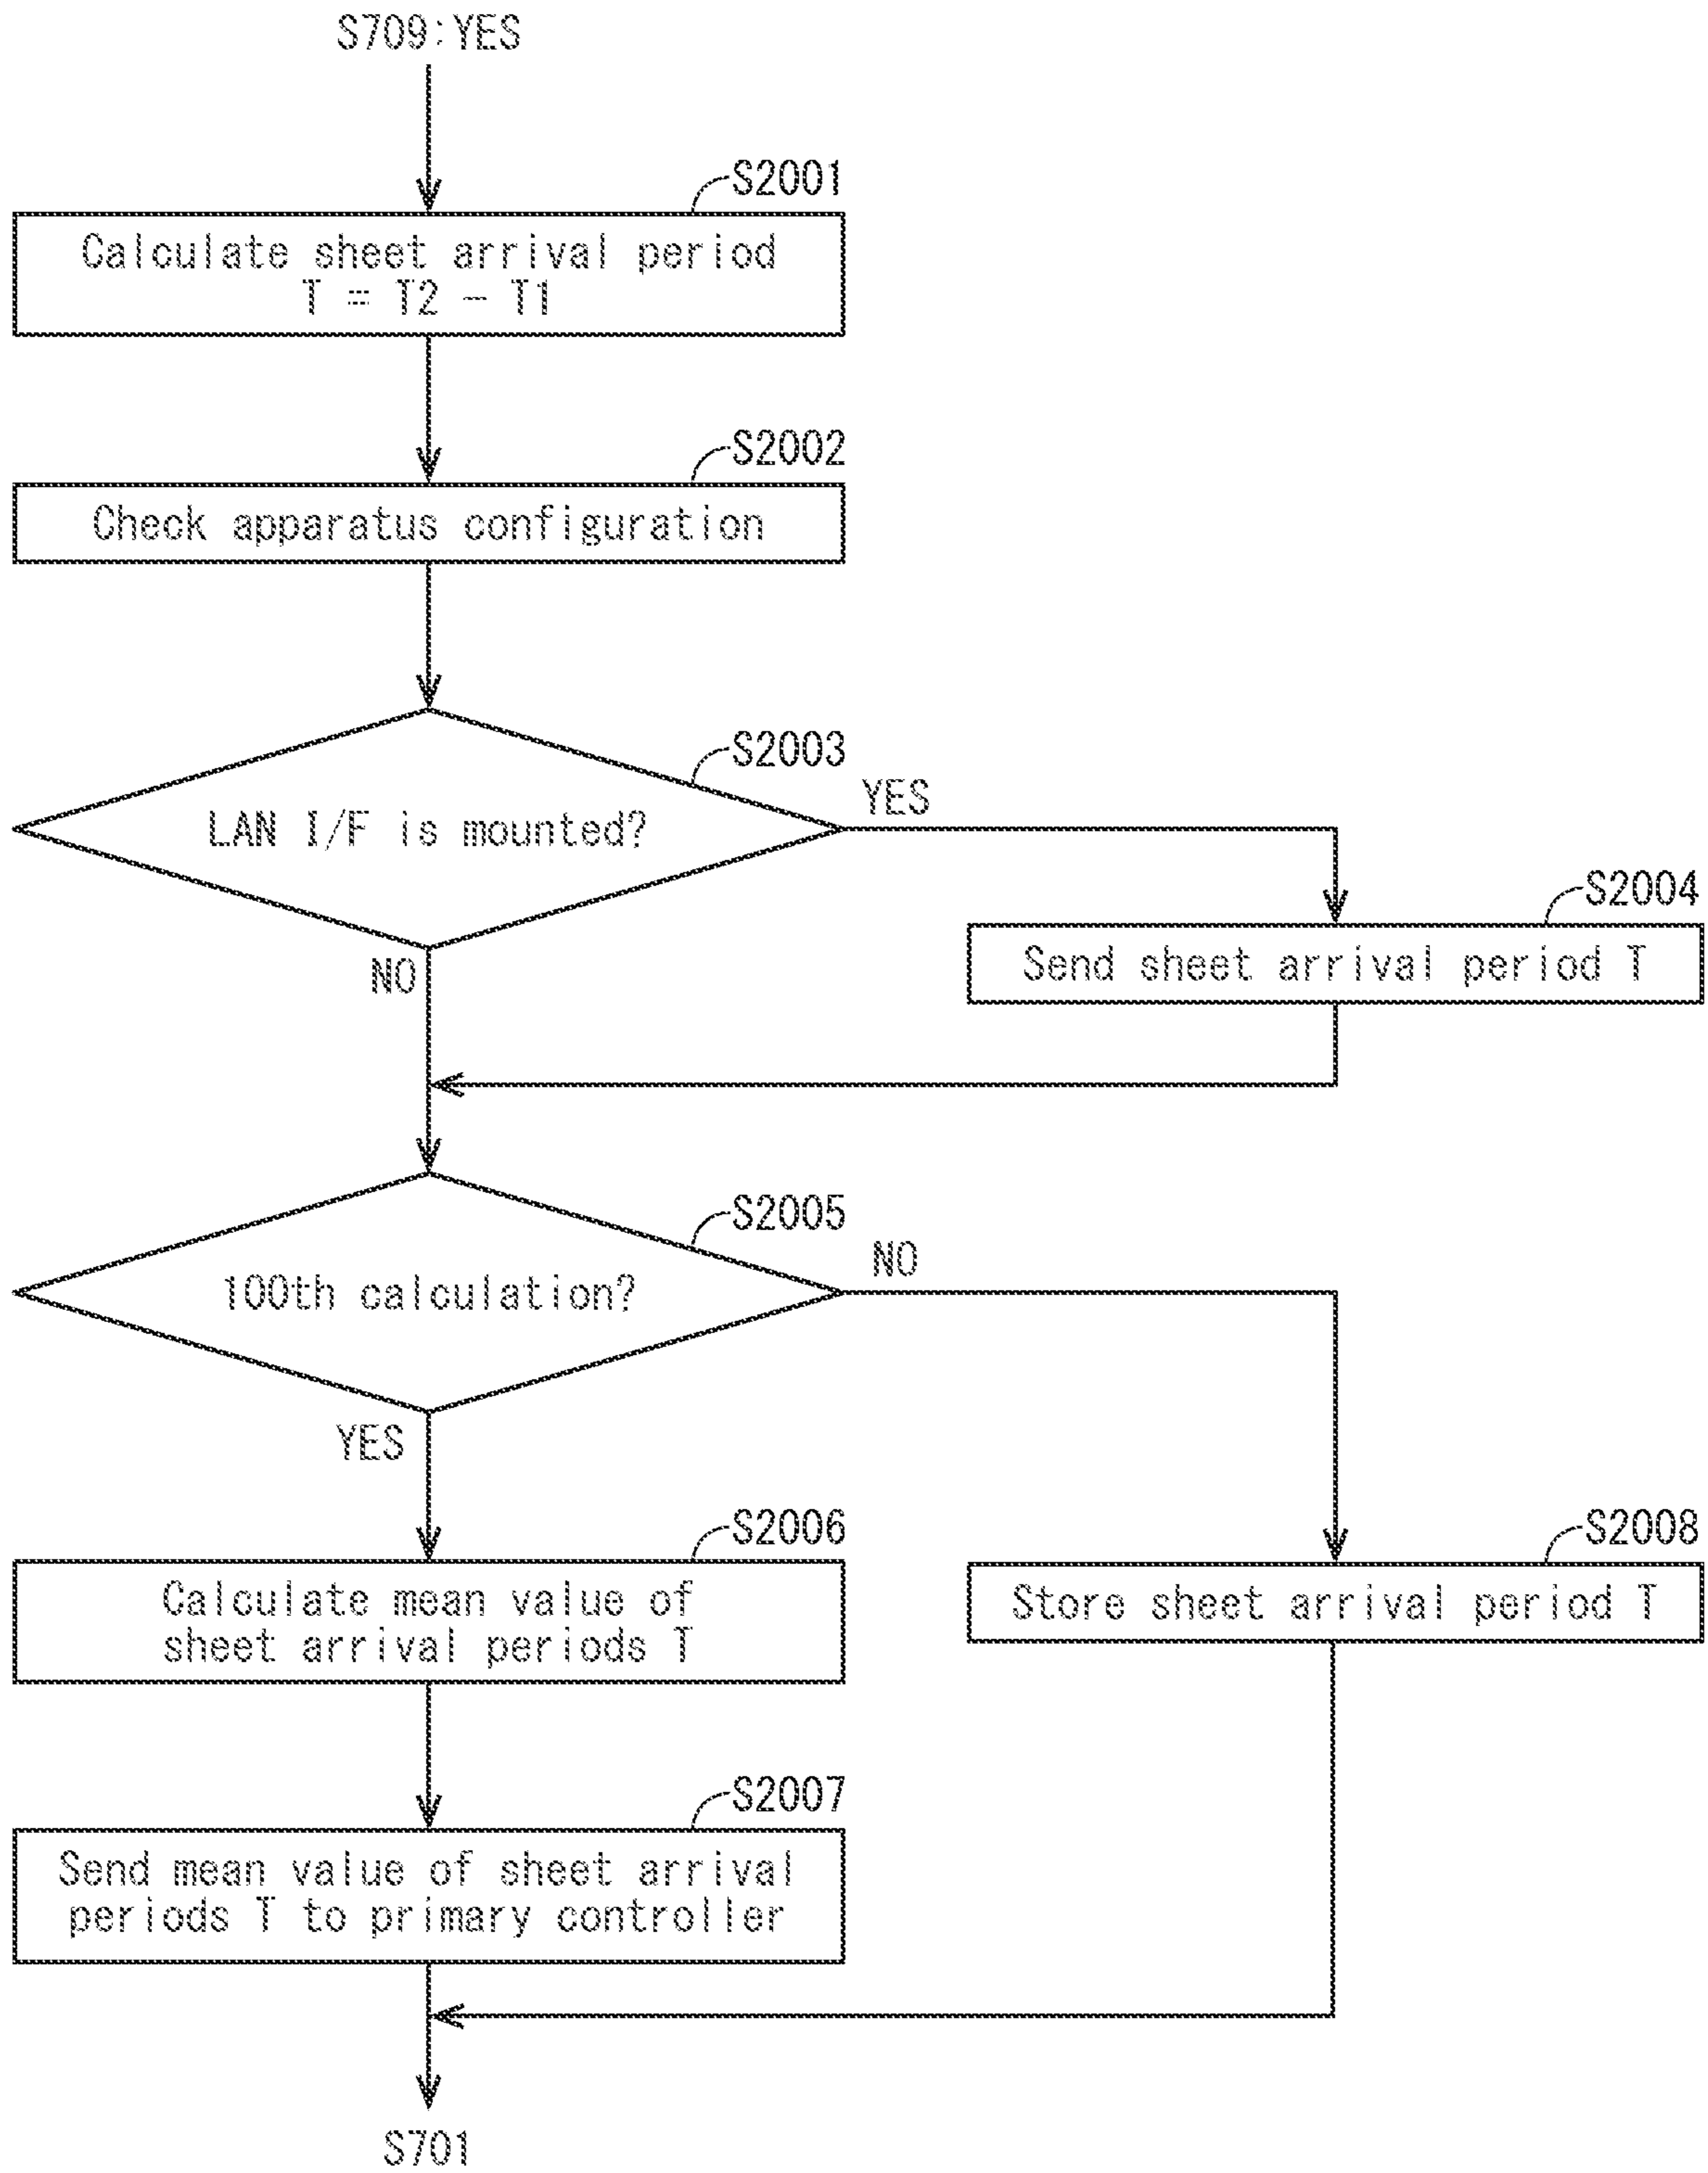 S709:YES
S2001
Calculate sheet arrival period
T = T2 − T1
S2002
Check apparatus configuration
S2003
LAN I/F is mounted?
YES
NO
S2004
Send sheet arrival period T
S2005
100th calculation?
NO
YES
S2006
Calculate mean value of
sheet arrival periods T
S2008
Store sheet arrival period T
S2007
Send mean value of sheet arrival
periods T to primary controller
S701